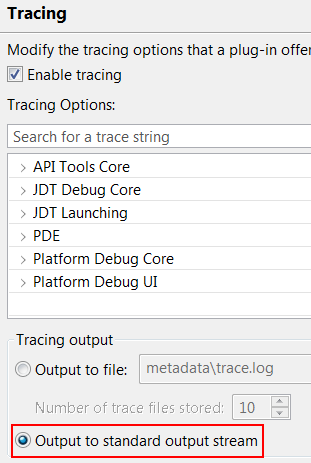 Tracing
Modify the tracing options that a plug-in offer
Enable tracing
Tracing Options:
Search for a trace string
API Tools Core
JDT Debug Core
JDT Launching
PDE
Platform Debug Core
Platform Debug UI
Tracing output
Output to file: metadata\trace.log
Number of trace files stored: 10
Output to standard output stream